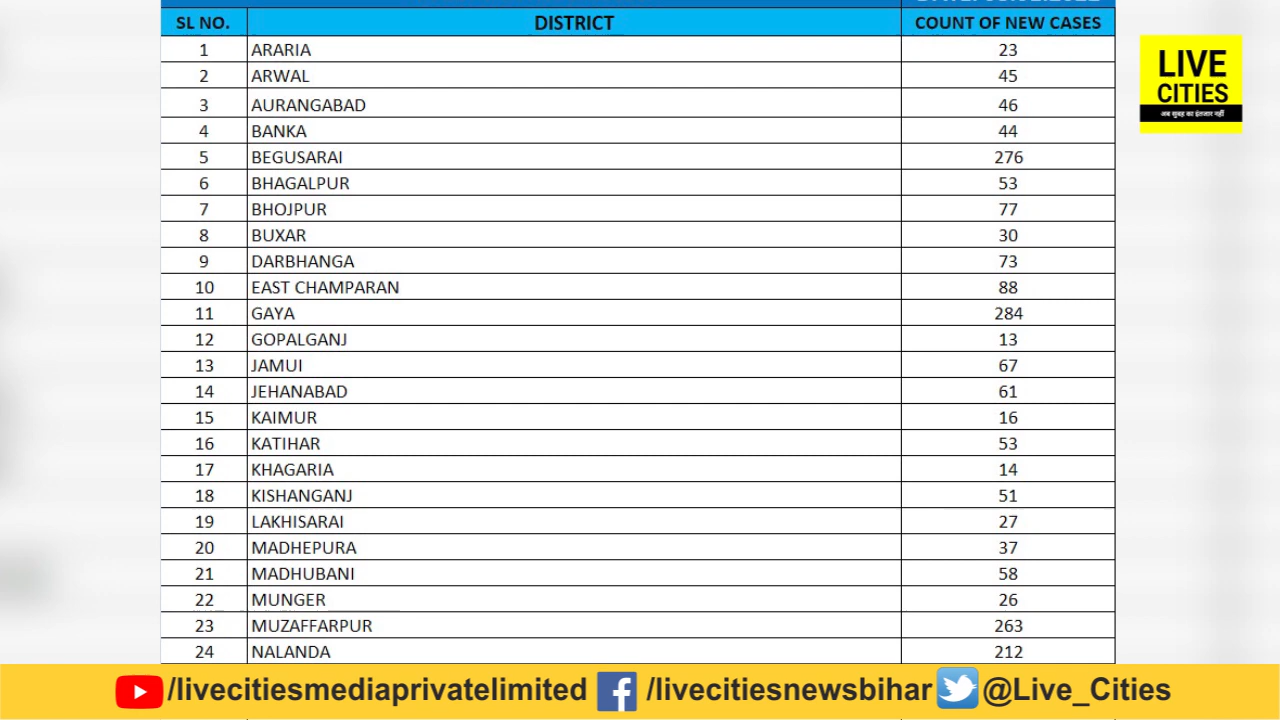 SL NO. DISTRICT COUNT OF NEW CASES
1 ARARIA 23
2 ARWAL 45
3 AURANGABAD 46
4 BANKA 44
5 BEGUSARAI 276
6 BHAGALPUR 53
7 BHOJPUR 77
8 BUXAR 30
9 DARBHANGA 73
10 EAST CHAMPARAN 88
11 GAYA 284
12 GOPALGANJ 13
13 JAMUI 67
14 JEHANABAD 61
15 KAIMUR 16
16 KATIHAR 53
17 KHAGARIA 14
18 KISHANGANJ 51
19 LAKHISARAI 27
20 MADHEPURA 37
21 MADHUBANI 58
22 MUNGER 26
23 MUZAFFARPUR 263
24 NALANDA 212
LIVE
CITIES
अब सुबह का इंतजार नहीं
/livecitiesmediaprivatelimited /livecitiesnewsbihar @Live_Cities